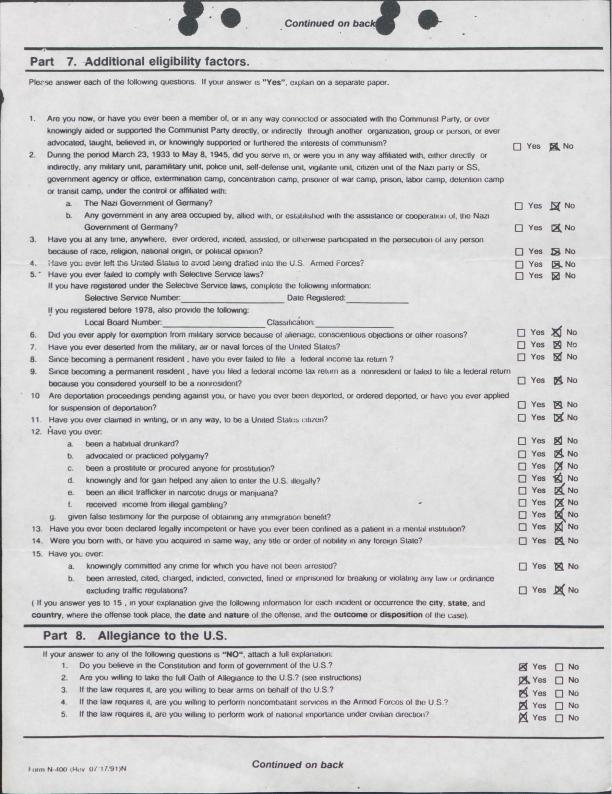 Continued on back
Part 7. Additional eligibility factors.
Please answer each of the following questions. If your answer is "Yes", explain on a separate paper.
1. Are you now, or have you ever been a member of, or in any way connected or associated with the Communist Party, or ever
knowingly aided or supported the Communist Party directly, or indirectly through another organization, group or person, or ever
advocated, taught, believed in, or knowingly supported or furthered the interests of communism? ☐ Yes ☒ No
2. During the period March 23, 1933 to May 8, 1945, did you serve in, or were you in any way affiliated with, either directly or
indirectly, any military unit, paramilitary unit, police unit, self-defense unit, vigilante unit, citizen unit of the Nazi party or SS,
government agency or office, extermination camp, concentration camp, prisoner of war camp, prison, labor camp, detention camp
or transit camp, under the control or affiliated with:
a. The Nazi Government of Germany? ☐ Yes ☒ No
b. Any government in any area occupied by, allied with, or established with the assistance or cooperation of, the Nazi
Government of Germany? ☐ Yes ☒ No
3. Have you at any time, anywhere, ever ordered, incited, assisted, or otherwise participated in the persecution of any person
because of race, religion, national origin, or political opinion? ☐ Yes ☒ No
4. Have you ever left the United States to avoid being drafted into the U.S. Armed Forces? ☐ Yes ☒ No
5. Have you ever failed to comply with Selective Service laws? ☐ Yes ☒ No
If you have registered under the Selective Service laws, complete the following information:
Selective Service Number: Date Registered:
If you registered before 1978, also provide the following:
Local Board Number: Classification:
6. Did you ever apply for exemption from military service because of alienage, conscientious objections or other reasons? ☐ Yes ☒ No
7. Have you ever deserted from the military, air or naval forces of the United States? ☐ Yes ☒ No
8. Since becoming a permanent resident , have you ever failed to file a federal income tax return ? ☐ Yes ☒ No
9. Since becoming a permanent resident , have you filed a federal income tax return as a nonresident or failed to file a federal return
because you considered yourself to be a nonresident? ☐ Yes ☒ No
10 Are deportation proceedings pending against you, or have you ever been deported, or ordered deported, or have you ever applied
for suspension of deportation? ☐ Yes ☒ No
11. Have you ever claimed in writing, or in any way, to be a United States citizen? ☐ Yes ☒ No
12. Have you ever:
a. been a habitual drunkard? ☐ Yes ☒ No
b. advocated or practiced polygamy? ☐ Yes ☒ No
c. been a prostitute or procured anyone for prostitution? ☐ Yes ☒ No
d. knowingly and for gain helped any alien to enter the U.S. illegally? ☐ Yes ☒ No
e. been an illicit trafficker in narcotic drugs or marijuana? ☐ Yes ☒ No
f. received income from illegal gambling? ☐ Yes ☒ No
g. given false testimony for the purpose of obtaining any immigration benefit? ☐ Yes ☒ No
13. Have you ever been declared legally incompetent or have you ever been confined as a patient in a mental institution? ☐ Yes ☒ No
14. Were you born with, or have you acquired in same way, any title or order of nobility in any foreign State? ☐ Yes ☒ No
15. Have you ever:
a. knowingly committed any crime for which you have not been arrested? ☐ Yes ☒ No
b. been arrested, cited, charged, indicted, convicted, fined or imprisoned for breaking or violating any law or ordinance
excluding traffic regulations? ☐ Yes ☒ No
( If you answer yes to 15 , in your explanation give the following information for each incident or occurrence the city, state, and
country, where the offense took place, the date and nature of the offense, and the outcome or disposition of the case).
Part 8. Allegiance to the U.S.
If your answer to any of the following questions is "NO", attach a full explanation:
1. Do you believe in the Constitution and form of government of the U.S.? ☒ Yes ☐ No
2. Are you willing to take the full Oath of Allegiance to the U.S.? (see instructions) ☒ Yes ☐ No
3. If the law requires it, are you willing to bear arms on behalf of the U.S.? ☒ Yes ☐ No
4. If the law requires it, are you willing to perform noncombatant services in the Armed Forces of the U.S.? ☒ Yes ☐ No
5. If the law requires it, are you willing to perform work of national importance under civilian direction? ☒ Yes ☐ No
Form N-400 (Rev 07/17/91)N
Continued on back